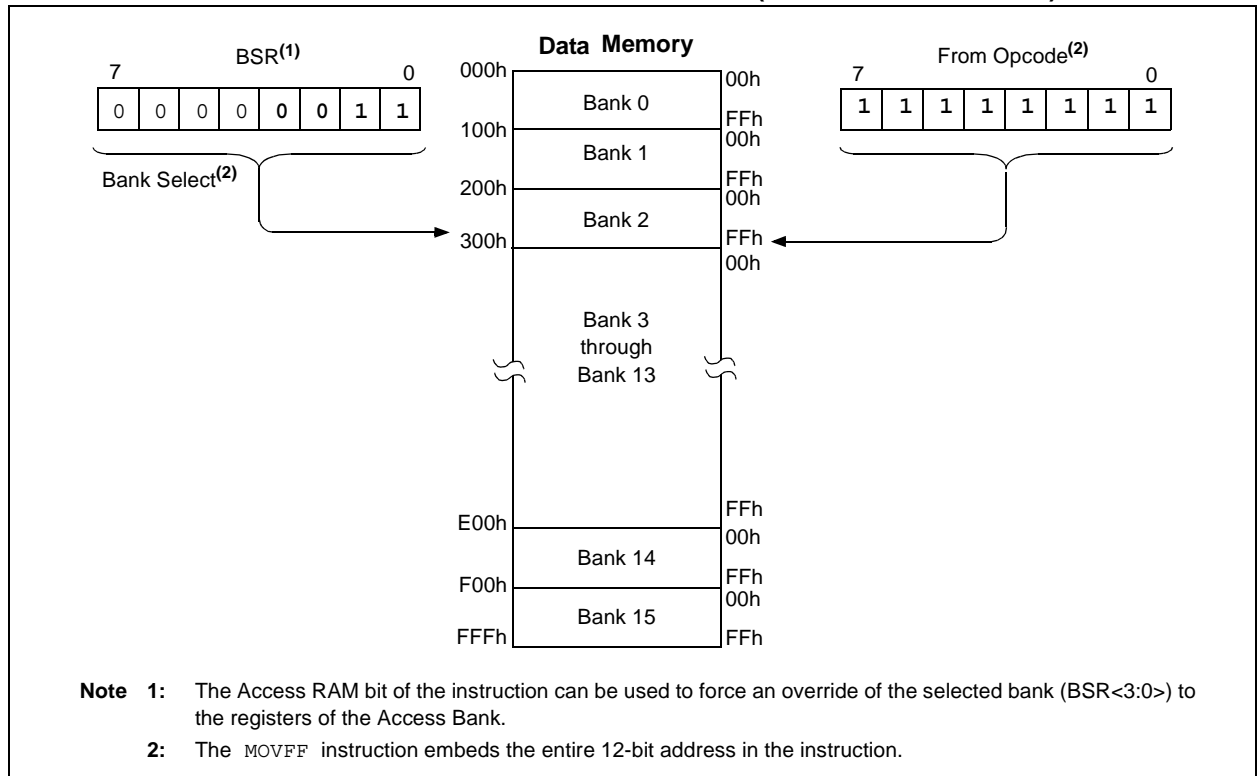 BSR(1)
7 0
0 0 0 0 0 0 1 1
Bank Select(2)
Data Memory
000h
100h
200h
300h
E00h
F00h
FFFh
Bank 0
Bank 1
Bank 2
Bank 3
through
Bank 13
Bank 14
Bank 15
00h
FFh
00h
FFh
00h
FFh
00h
FFh
00h
FFh
00h
FFh
From Opcode(2)
7 0
1 1 1 1 1 1 1 1
Note 1: The Access RAM bit of the instruction can be used to force an override of the selected bank (BSR<3:0>) to
the registers of the Access Bank.
2: The MOVFF instruction embeds the entire 12-bit address in the instruction.